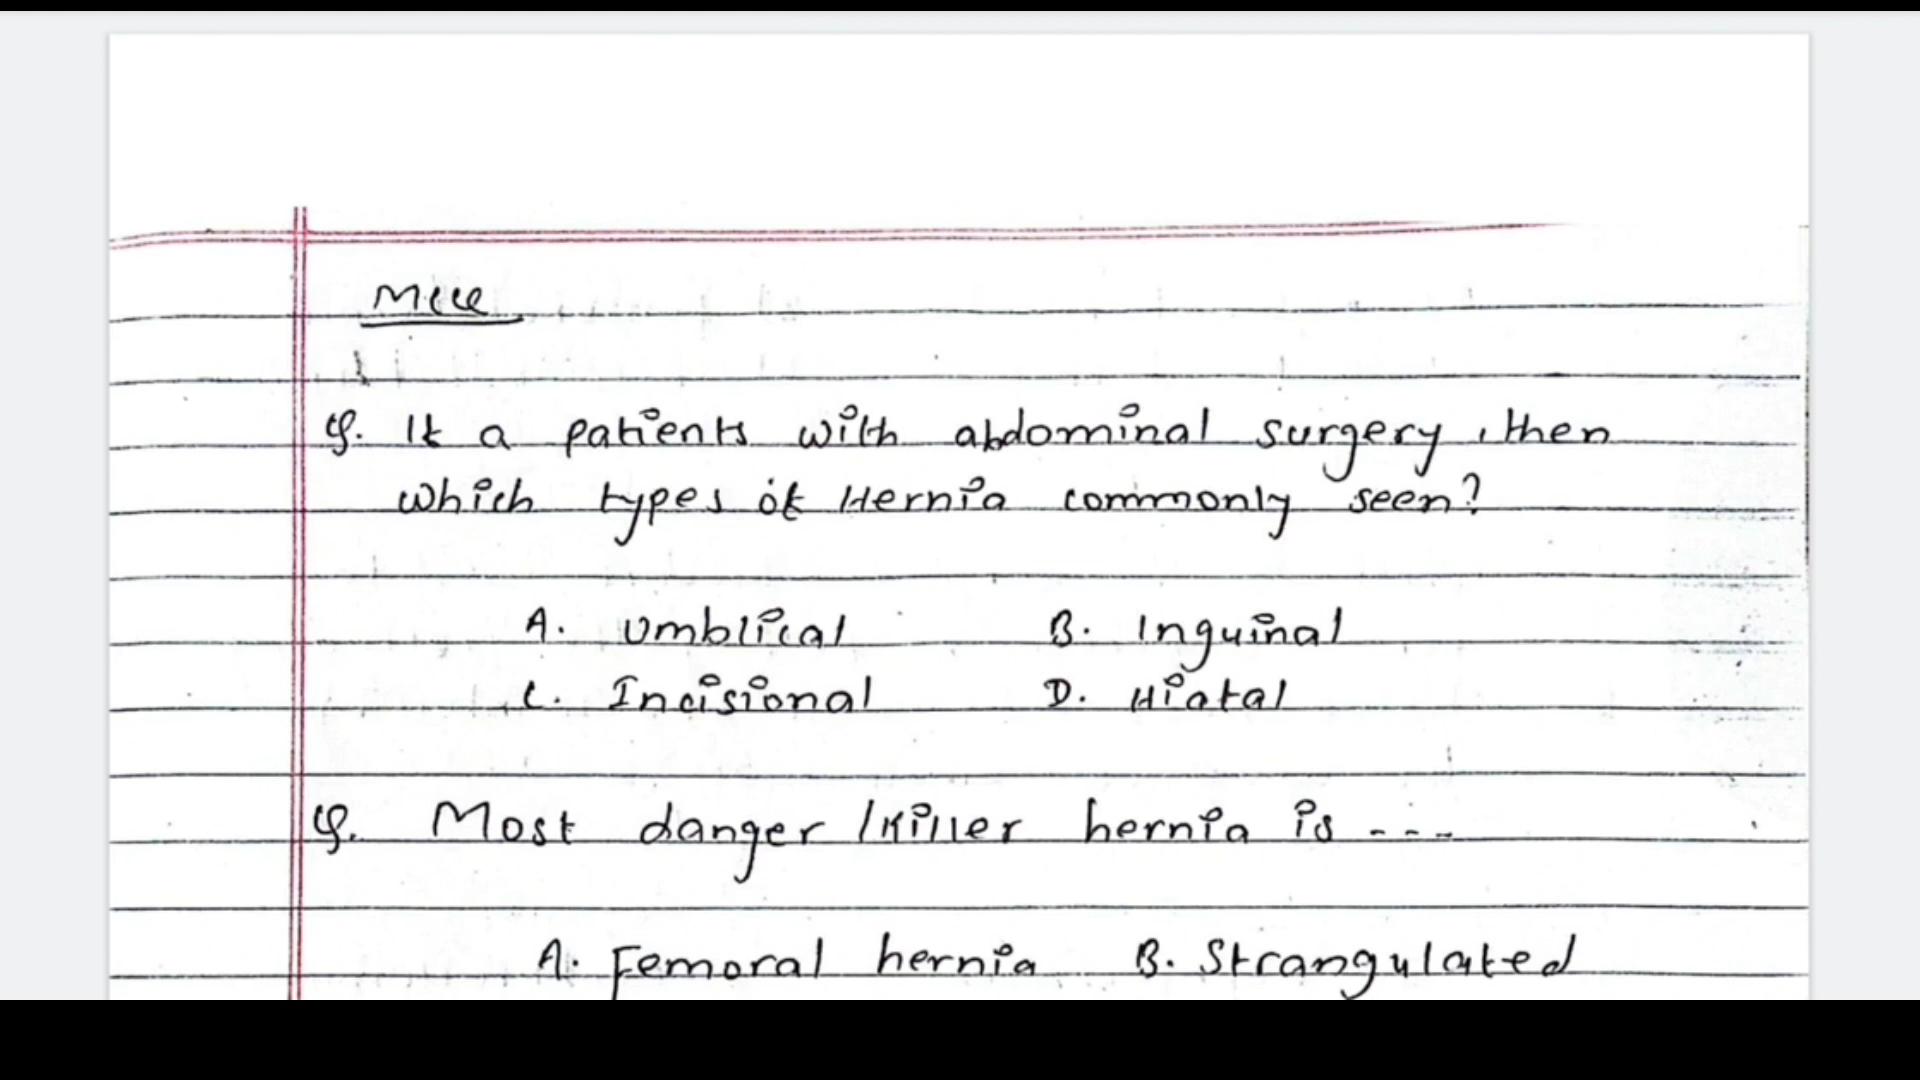 MCQ
Q. If a patients with abdominal surgery, then
which types of Hernia commonly seen?
A. Umblical B. Inguinal
C. Incisional D. Hiatal
Q. Most danger / killer hernia is ---
A. Femoral hernia B. Strangulated